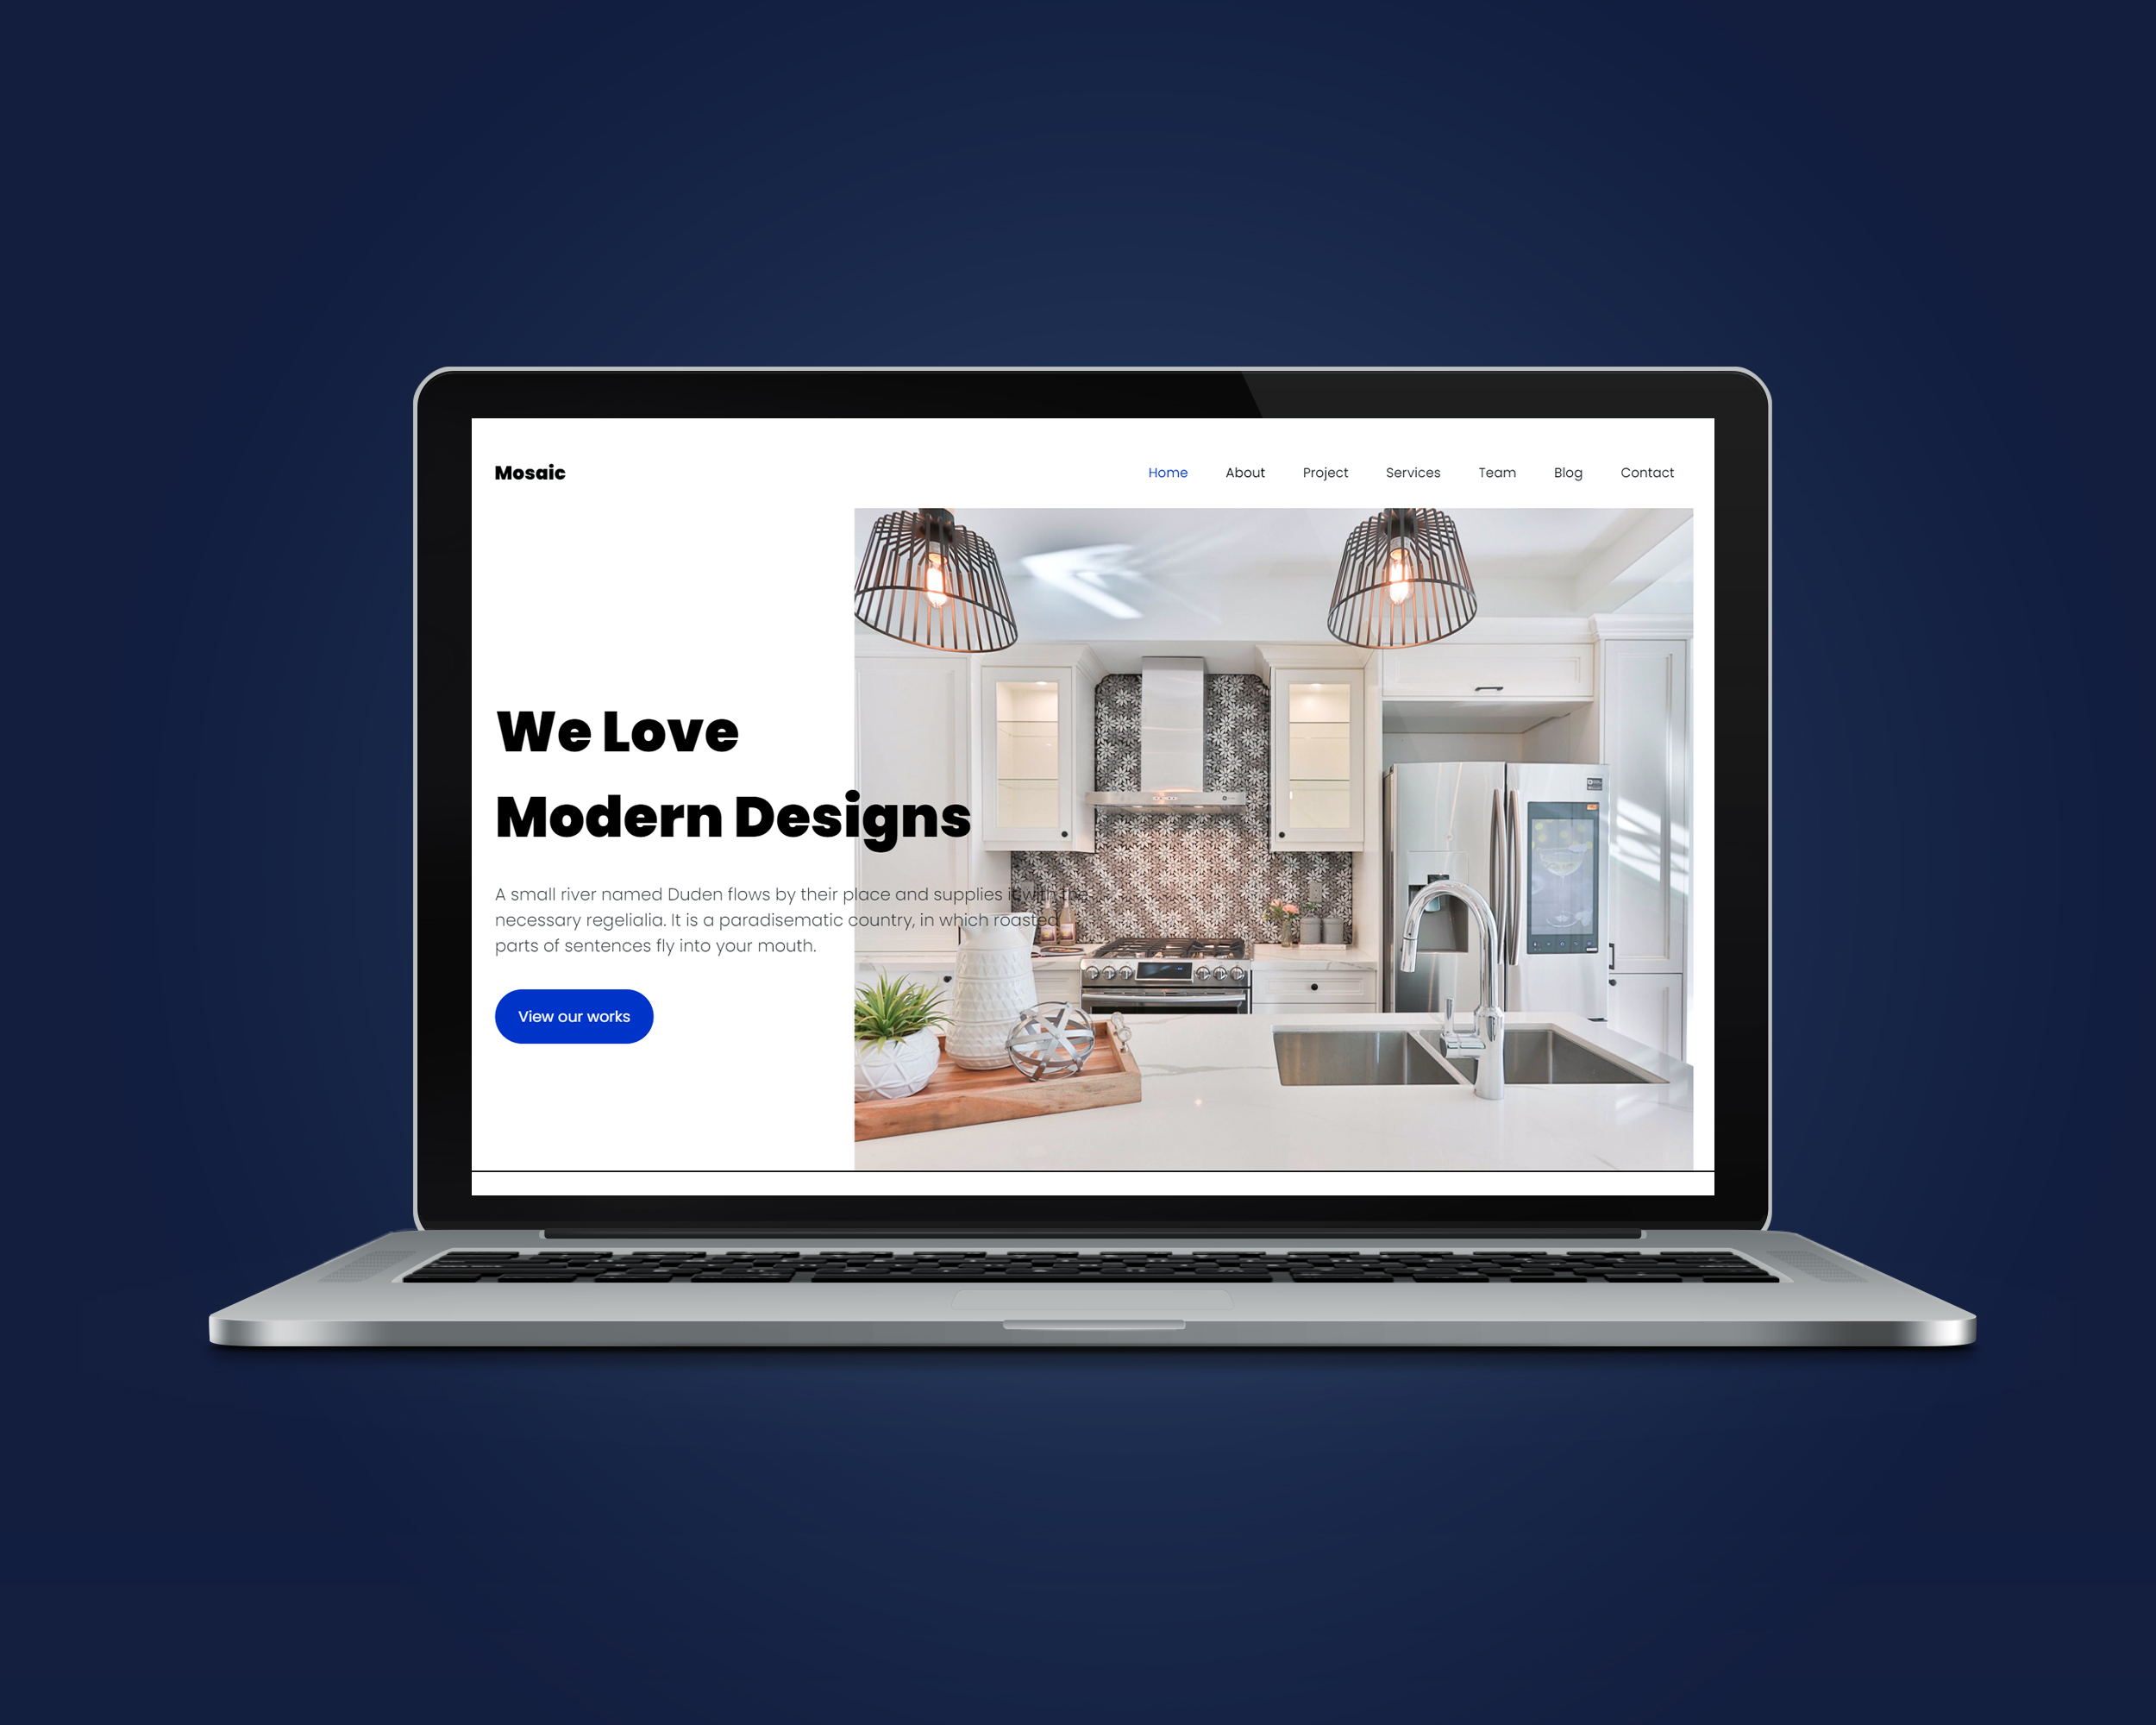 Mosaic
Home About Project Services Team Blog Contact
We Love
Modern Designs
A small river named Duden flows by their place and supplies it with the
necessary regelialia. It is a paradisematic country, in which roasted
parts of sentences fly into your mouth.
View our works